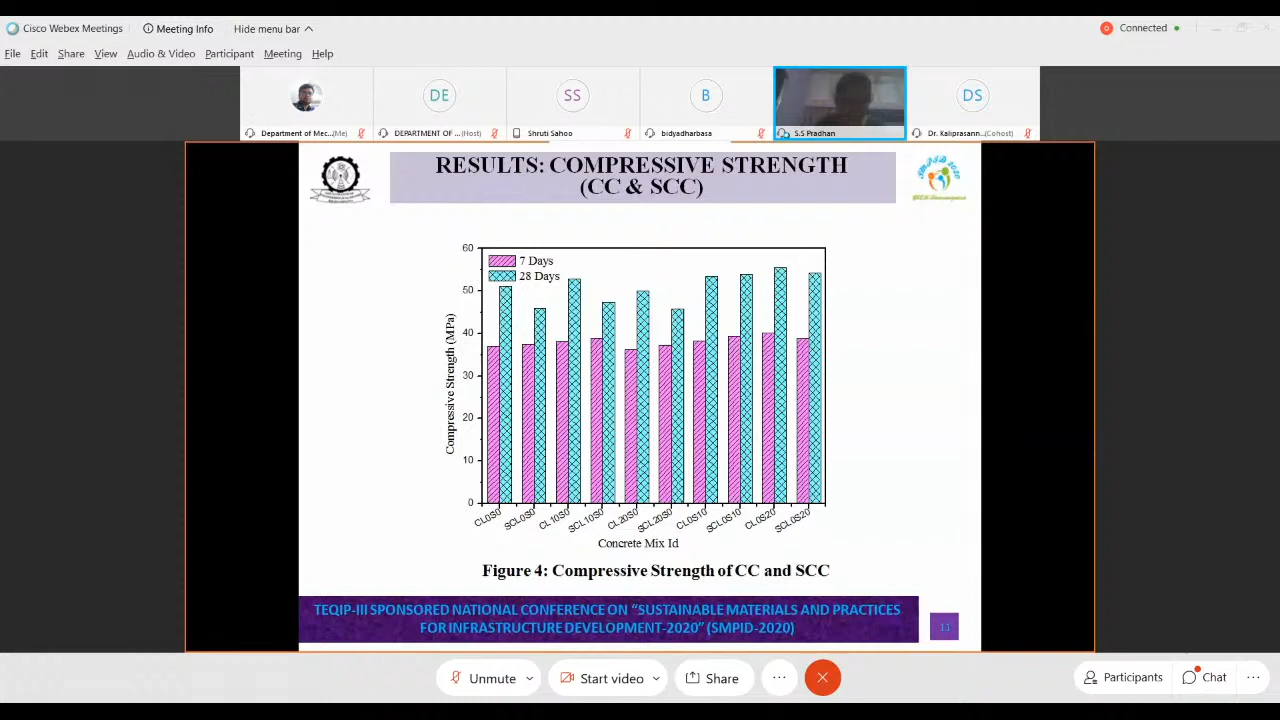 Cisco Webex Meetings
Meeting Info
Hide menu bar
Connected
File Edit Share View Audio & Video Participant Meeting Help
DE
SS
B
DS
Department of Mec...(Me)
DEPARTMENT OF ...(Host)
Shruti Sahoo
bidyadharbasa
S.S Pradhan
Dr. Kaliprasann...(Cohost)
RESULTS: COMPRESSIVE STRENGTH
(CC & SCC)
SMPID 2020
60
50
40
30
20
10
0
7 Days
28 Days
Compressive Strength (MPa)
CL0S0
SCL0S0
CL10S0
SCL10S0
CL20S0
SCL20S0
CL0S10
SCL0S10
CL0S20
SCL0S20
Concrete Mix Id
Figure 4: Compressive Strength of CC and SCC
TEQIP-III SPONSORED NATIONAL CONFERENCE ON “SUSTAINABLE MATERIALS AND PRACTICES
FOR INFRASTRUCTURE DEVELOPMENT-2020” (SMPID-2020)
11
Unmute
Start video
Share
Participants
Chat